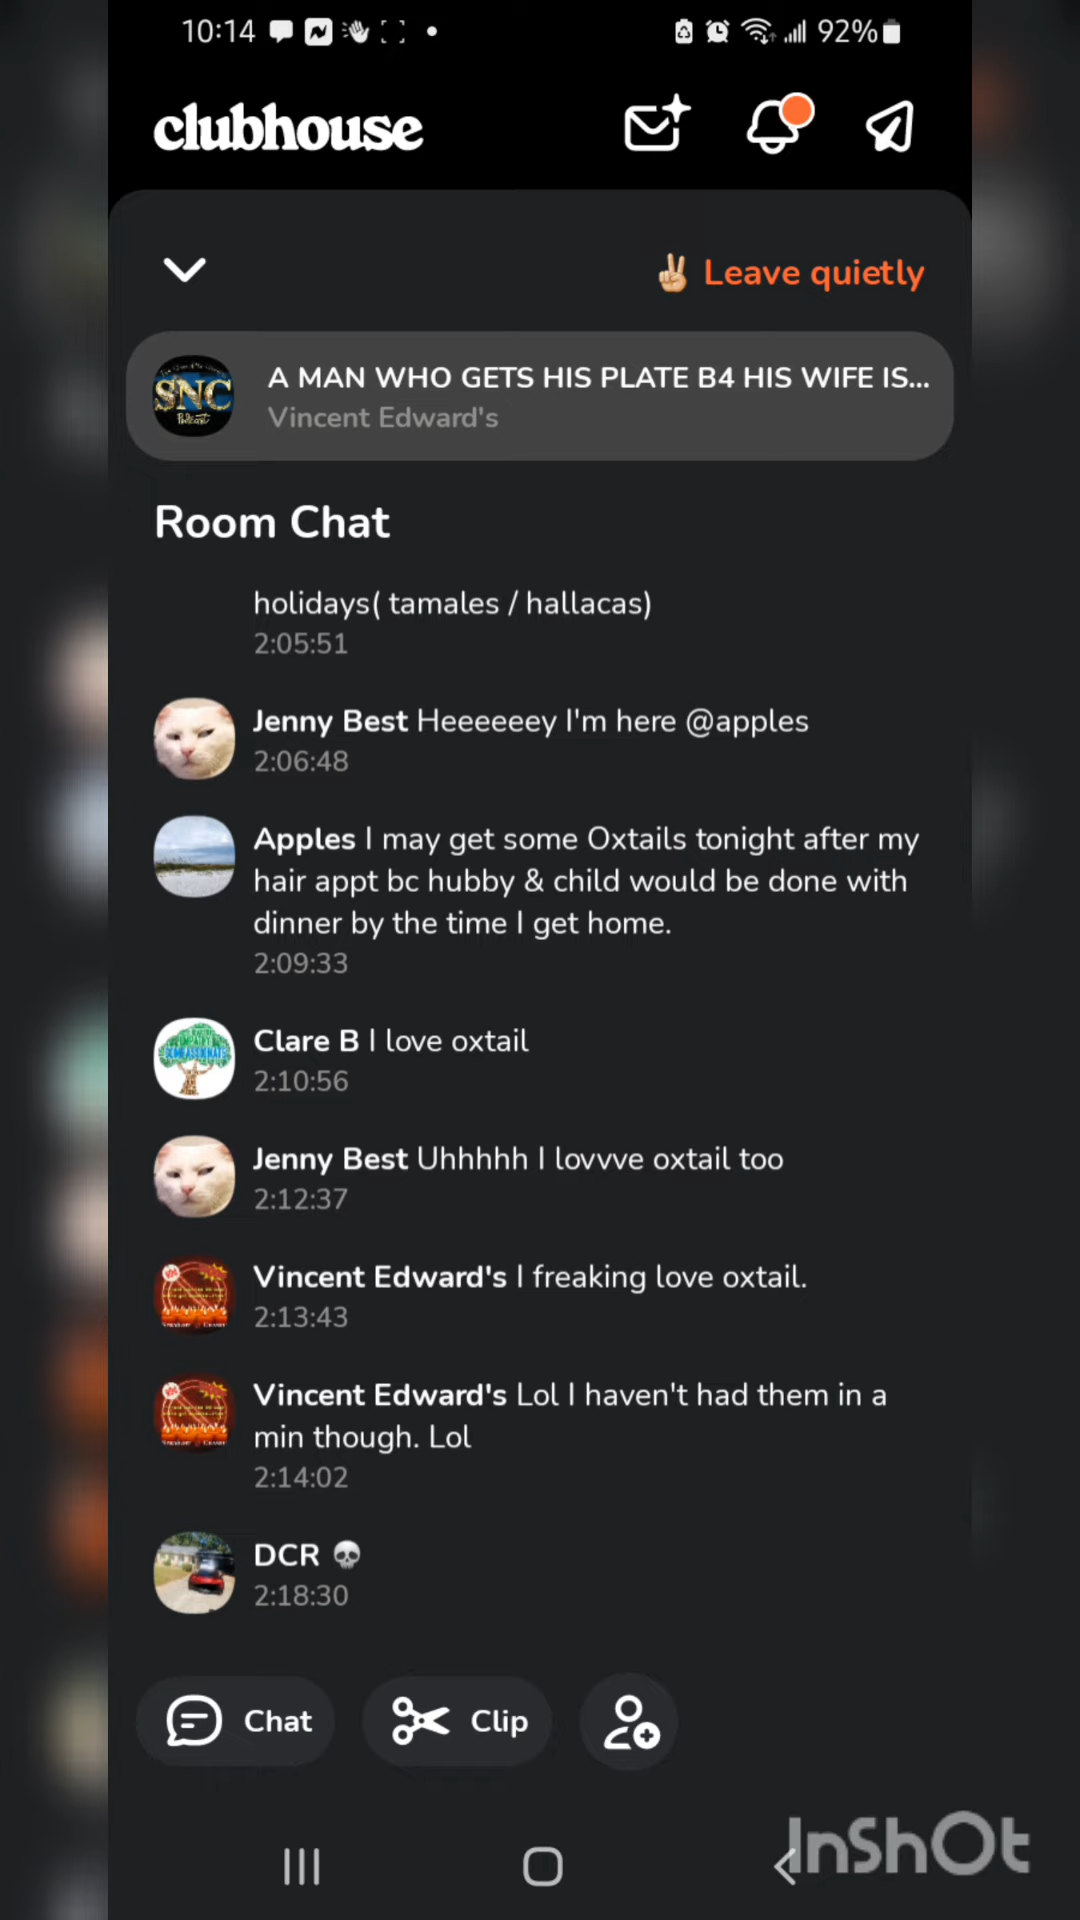 10:14
92%
clubhouse
✌🏼 Leave quietly
SNC
Podcast
A MAN WHO GETS HIS PLATE B4 HIS WIFE IS...
Vincent Edward's
Room Chat
holidays( tamales / hallacas)
2:05:51
Jenny Best Heeeeeey I'm here @apples
2:06:48
Apples I may get some Oxtails tonight after my
hair appt bc hubby & child would be done with
dinner by the time I get home.
2:09:33
Clare B I love oxtail
2:10:56
Jenny Best Uhhhhh I lovvve oxtail too
2:12:37
Vincent Edward's I freaking love oxtail.
2:13:43
Vincent Edward's Lol I haven't had them in a
min though. Lol
2:14:02
DCR 💀
2:18:30
Chat
Clip
InShOt